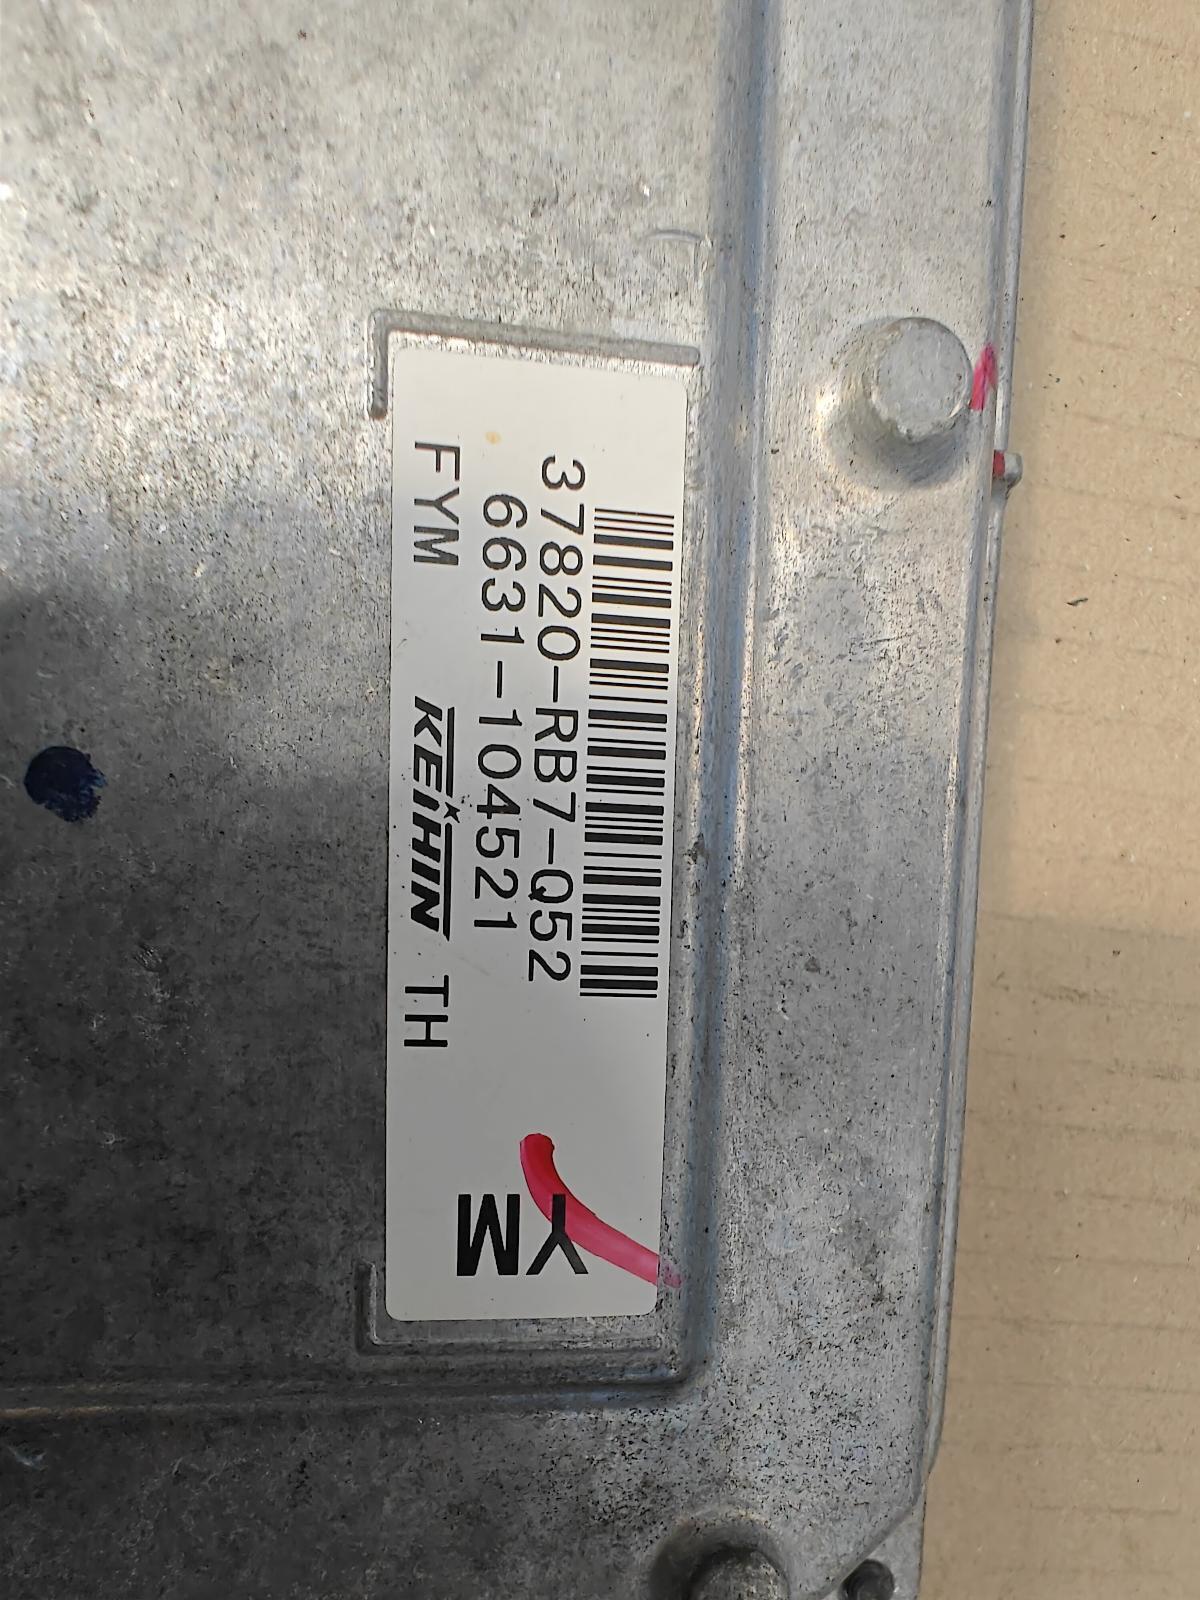 37820-RB7-Q52
6631-104521
FYM KEIHIN TH
YM